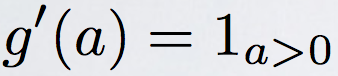 g′(a) = 1_{a>0}